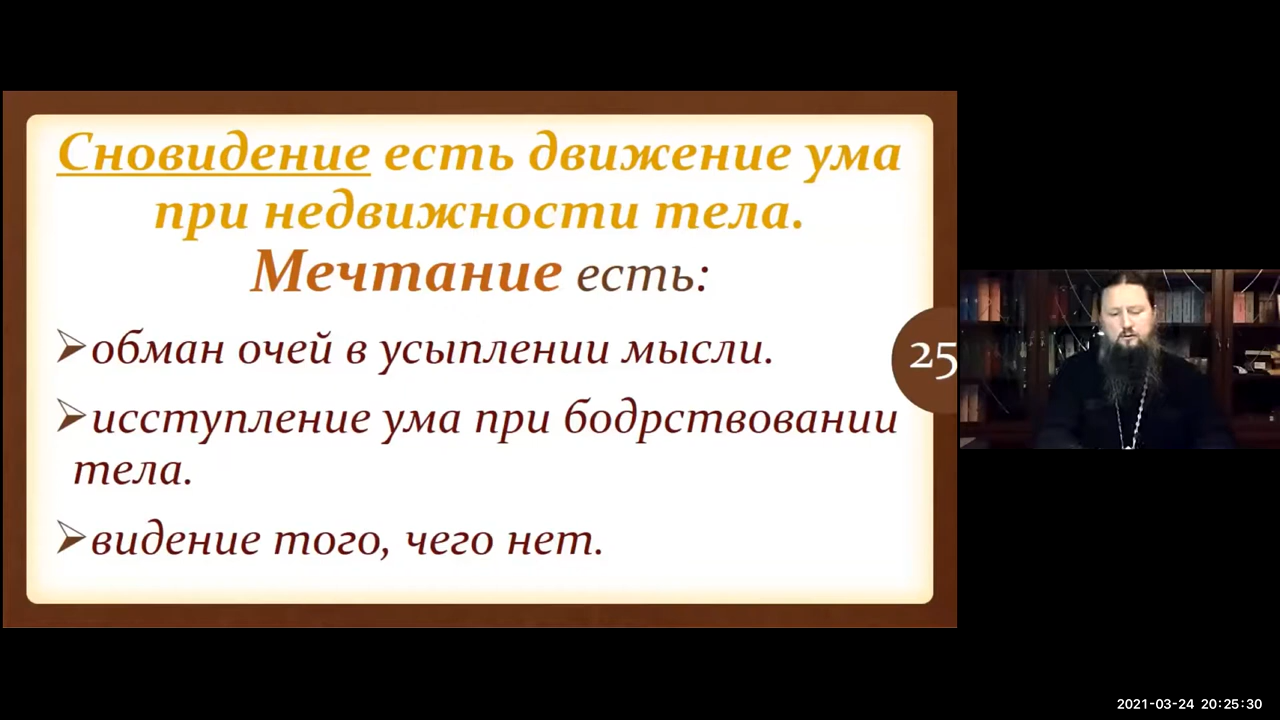 Сновидение есть движение ума
при недвижности тела.
Мечтание есть:
обман очей в усыплении мысли.
исступление ума при бодрствовании
тела.
видение того, чего нет.
25
2021-03-24 20:25:30